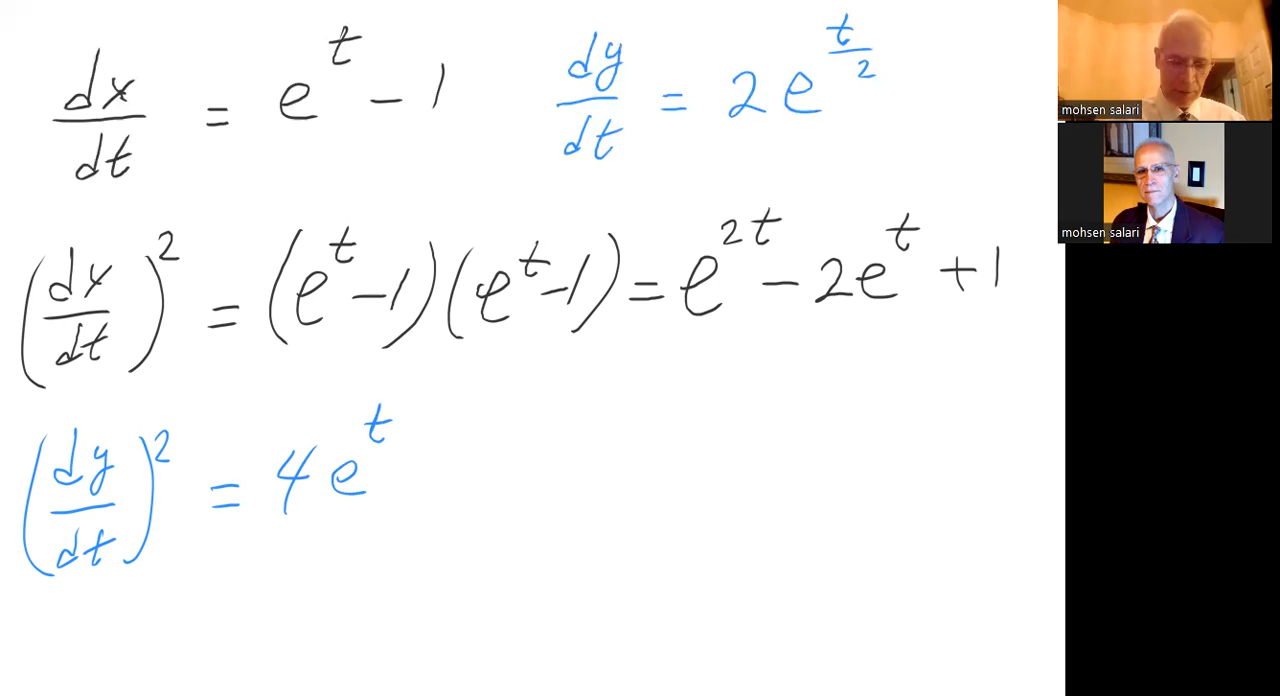 dx/dt = e^t - 1    dy/dt = 2e^(t/2)
mohsen salari
mohsen salari
(dx/dt)^2 = (e^t - 1)(e^t - 1) = e^(2t) - 2e^t + 1
(dy/dt)^2 = 4e^t